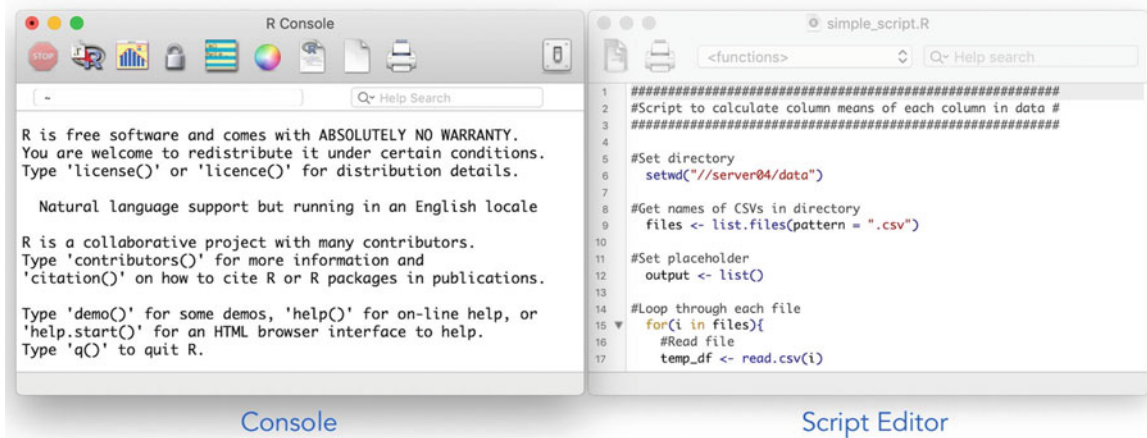 R Console
STOP
R
~
Help Search
R is free software and comes with ABSOLUTELY NO WARRANTY.
You are welcome to redistribute it under certain conditions.
Type 'license()' or 'licence()' for distribution details.
Natural language support but running in an English locale
R is a collaborative project with many contributors.
Type 'contributors()' for more information and
'citation()' on how to cite R or R packages in publications.
Type 'demo()' for some demos, 'help()' for on-line help, or
'help.start()' for an HTML browser interface to help.
Type 'q()' to quit R.
Console
simple_script.R
<functions>
Help search
1 ##########################################################
2 #Script to calculate column means of each column in data #
3 ##########################################################
4
5 #Set directory
6 setwd("//server04/data")
7
8 #Get names of CSVs in directory
9 files <- list.files(pattern = ".csv")
10
11 #Set placeholder
12 output <- list()
13
14 #Loop through each file
15 for(i in files){
16 #Read file
17 temp_df <- read.csv(i)
Script Editor